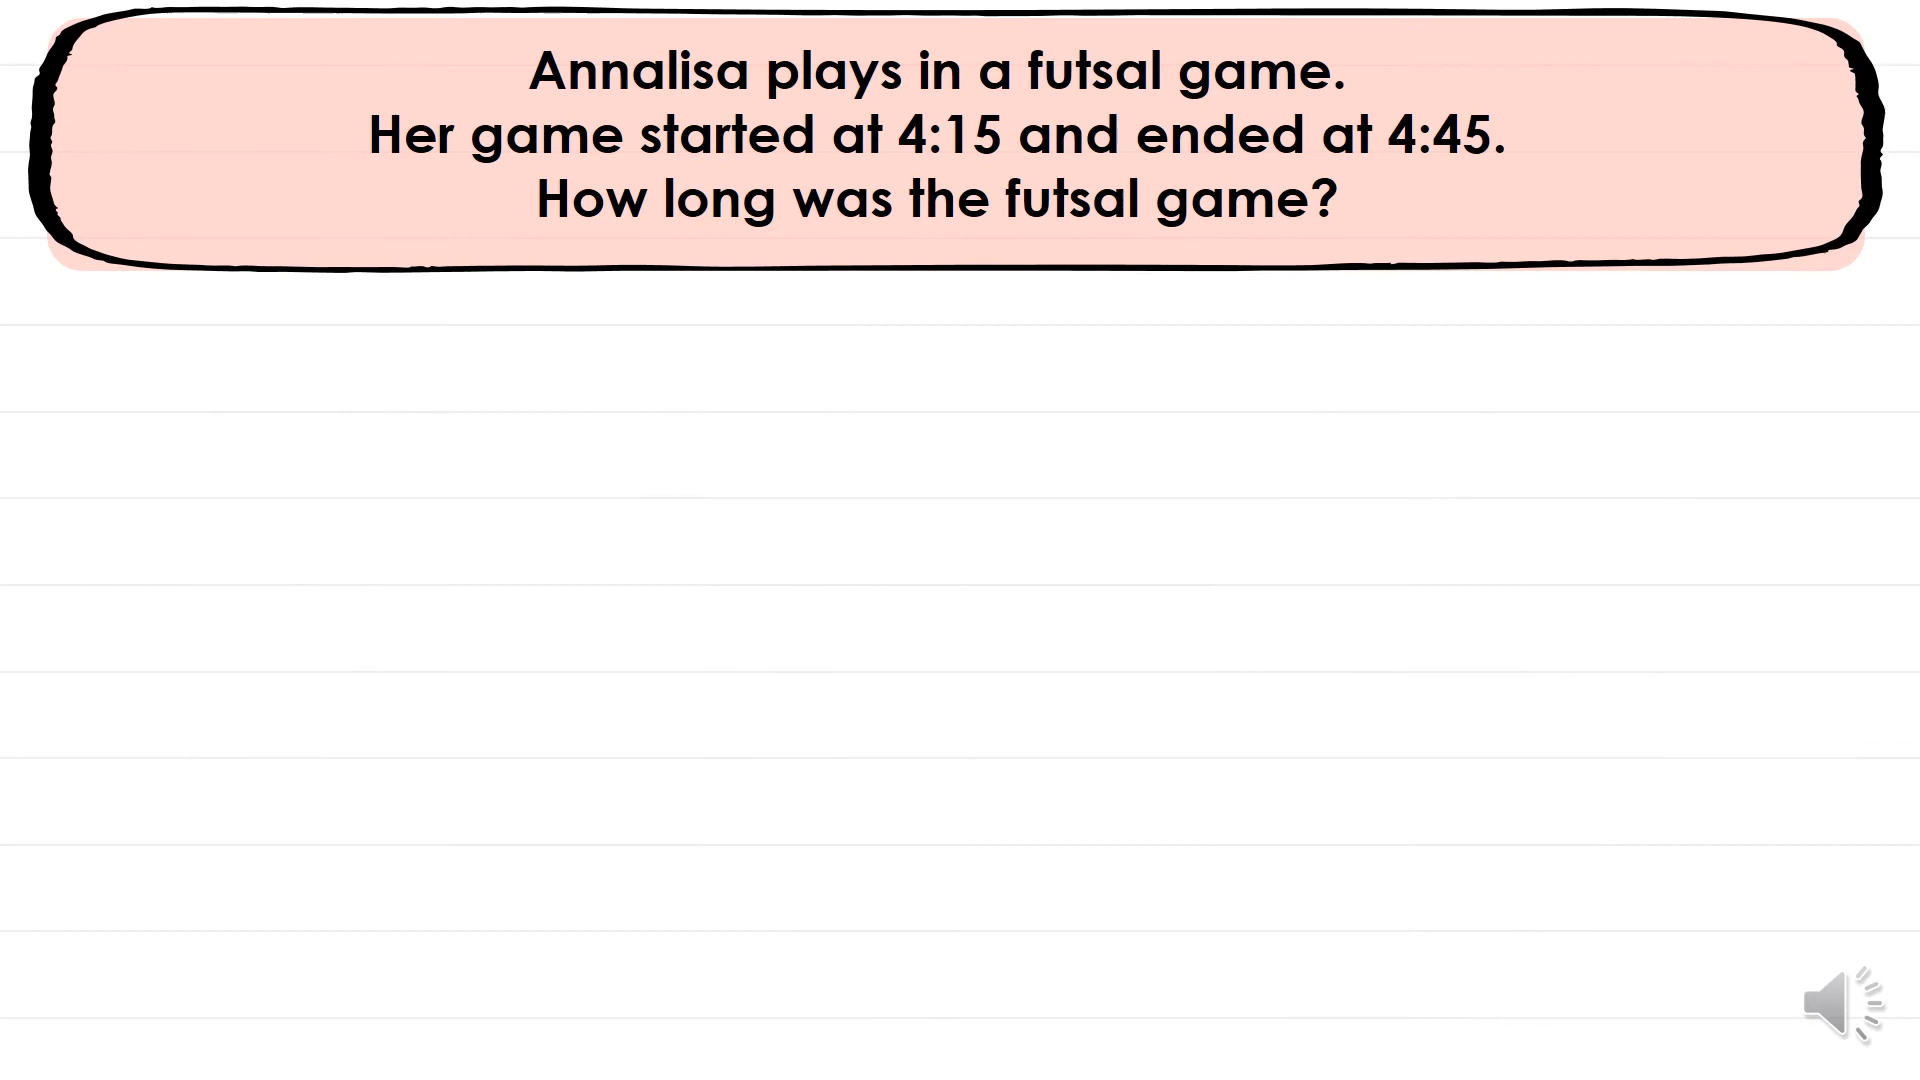 Annalisa plays in a futsal game.
Her game started at 4:15 and ended at 4:45.
How long was the futsal game?